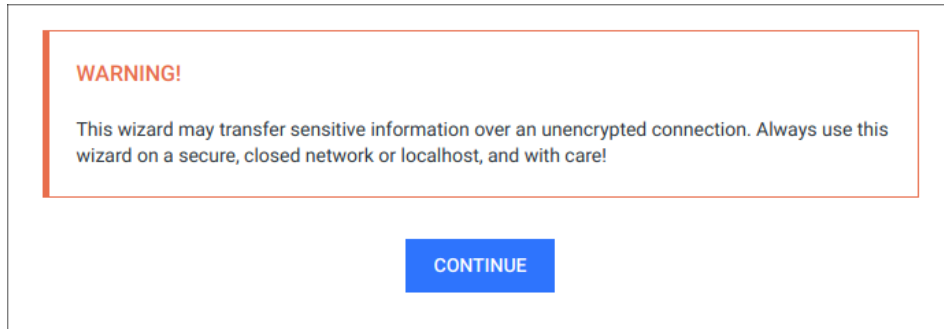 WARNING!
This wizard may transfer sensitive information over an unencrypted connection. Always use this
wizard on a secure, closed network or localhost, and with care!
CONTINUE